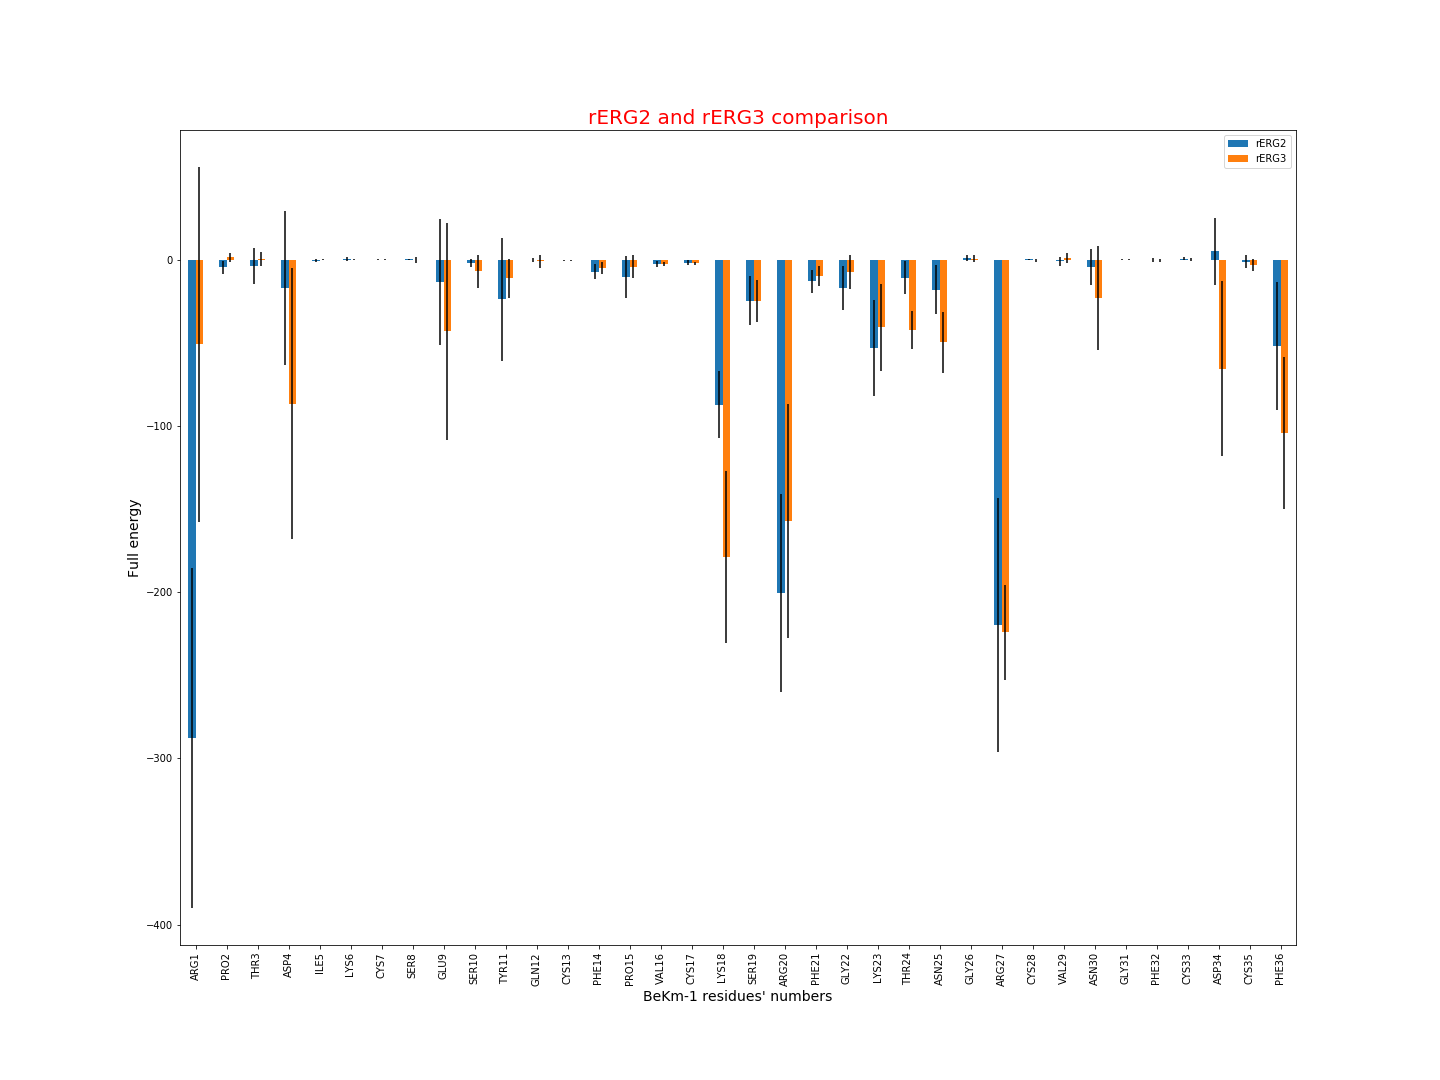 rERG2 and rERG3 comparison
rERG2
rERG3
0
−100
−200
−300
−400
Full energy
ARG1
PRO2
THR3
ASP4
ILE5
LYS6
CYS7
SER8
GLU9
SER10
TYR11
GLN12
CYS13
PHE14
PRO15
VAL16
CYS17
LYS18
SER19
ARG20
PHE21
GLY22
LYS23
THR24
ASN25
GLY26
ARG27
CYS28
VAL29
ASN30
GLY31
PHE32
CYS33
ASP34
CYS35
PHE36
BeKm-1 residues' numbers